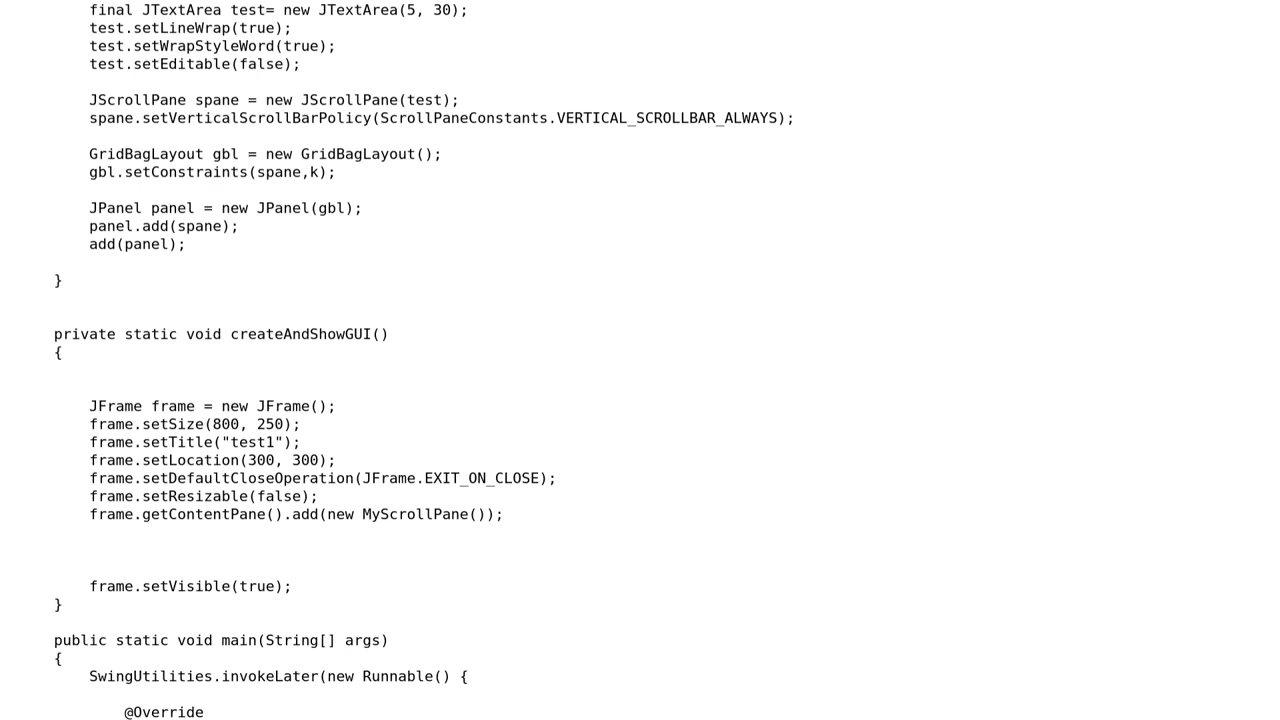 final JTextArea test= new JTextArea(5, 30);
test.setLineWrap(true);
test.setWrapStyleWord(true);
test.setEditable(false);
JScrollPane spane = new JScrollPane(test);
spane.setVerticalScrollBarPolicy(ScrollPaneConstants.VERTICAL_SCROLLBAR_ALWAYS);
GridBagLayout gbl = new GridBagLayout();
gbl.setConstraints(spane,k);
JPanel panel = new JPanel(gbl);
panel.add(spane);
add(panel);
}
private static void createAndShowGUI()
{
JFrame frame = new JFrame();
frame.setSize(800, 250);
frame.setTitle("test1");
frame.setLocation(300, 300);
frame.setDefaultCloseOperation(JFrame.EXIT_ON_CLOSE);
frame.setResizable(false);
frame.getContentPane().add(new MyScrollPane());
frame.setVisible(true);
}
public static void main(String[] args)
{
SwingUtilities.invokeLater(new Runnable() {
@Override